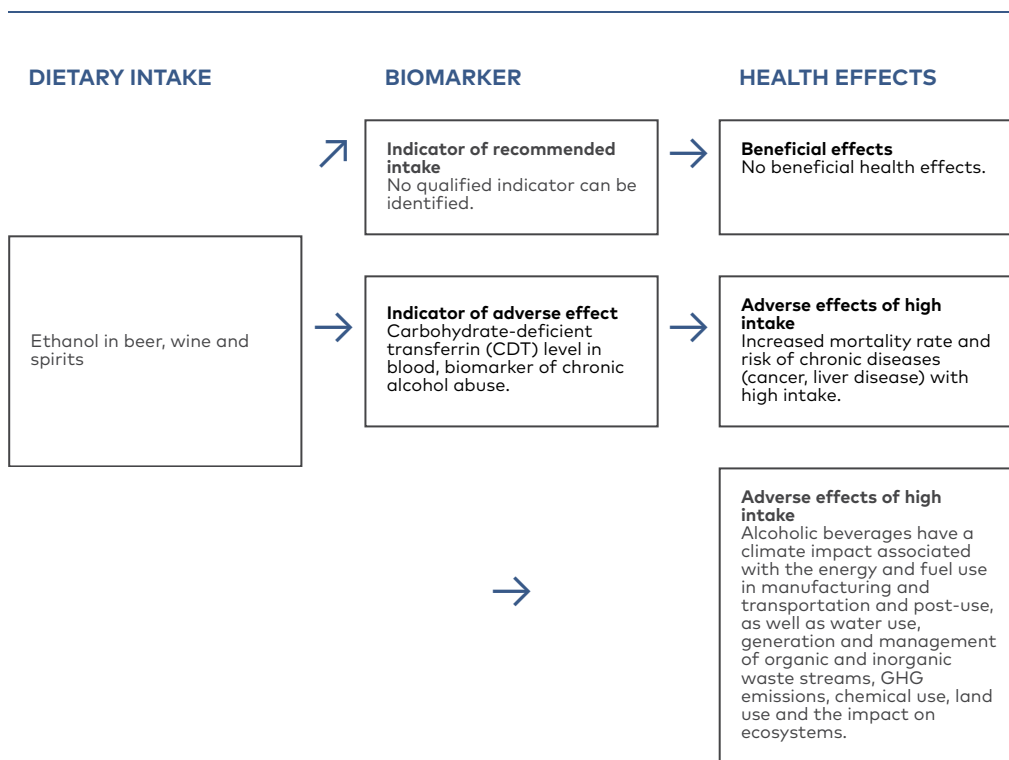 DIETARY INTAKE
BIOMARKER
HEALTH EFFECTS
Ethanol in beer, wine and
spirits
Indicator of recommended
intake
No qualified indicator can be
identified.
Beneficial effects
No beneficial health effects.
Indicator of adverse effect
Carbohydrate-deficient
transferrin (CDT) level in
blood, biomarker of chronic
alcohol abuse.
Adverse effects of high
intake
Increased mortality rate and
risk of chronic diseases
(cancer, liver disease) with
high intake.
Adverse effects of high
intake
Alcoholic beverages have a
climate impact associated
with the energy and fuel use
in manufacturing and
transportation and post-use,
as well as water use,
generation and management
of organic and inorganic
waste streams, GHG
emissions, chemical use, land
use and the impact on
ecosystems.